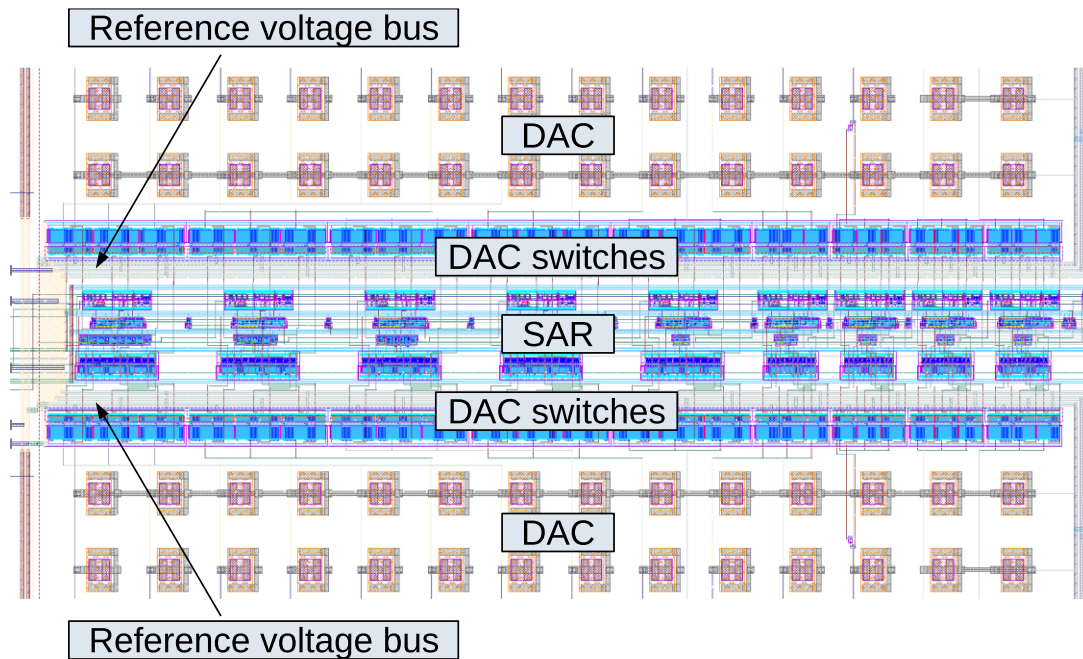 Reference voltage bus
DAC
DAC switches
SAR
DAC switches
DAC
Reference voltage bus